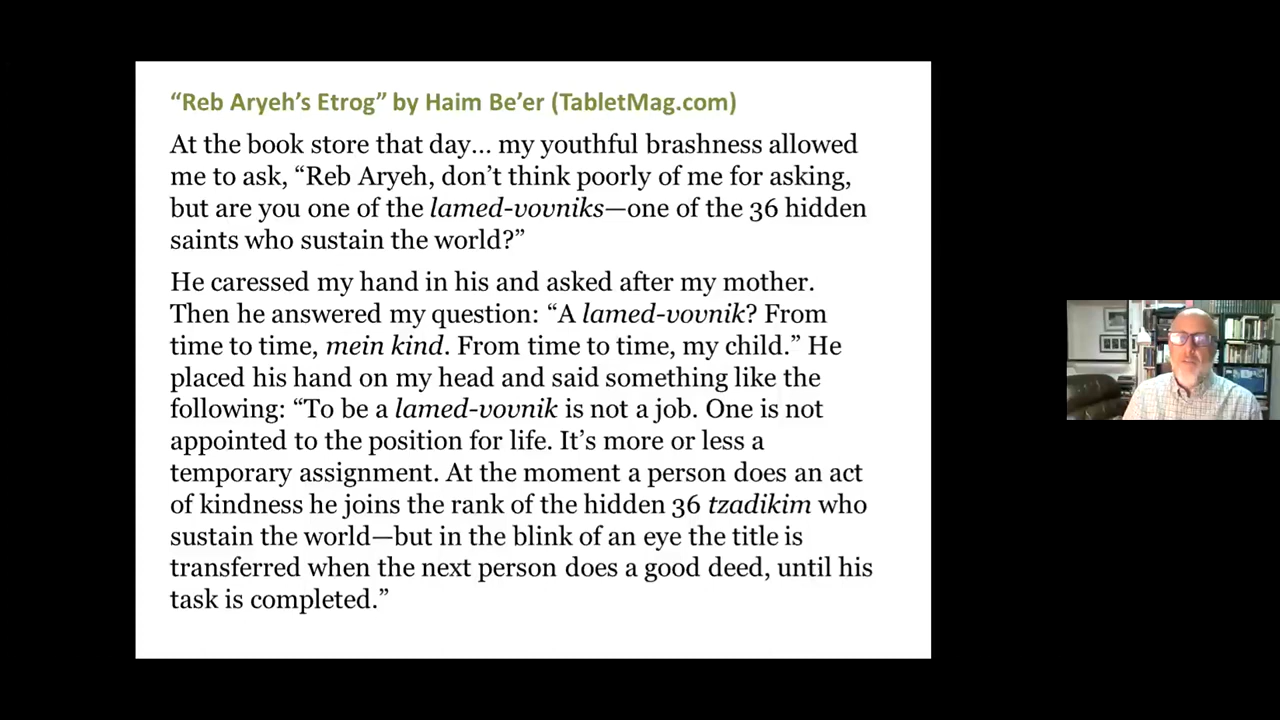 “Reb Aryeh’s Etrog” by Haim Be’er (TabletMag.com)
At the book store that day… my youthful brashness allowed
me to ask, “Reb Aryeh, don’t think poorly of me for asking,
but are you one of the lamed-vovniks—one of the 36 hidden
saints who sustain the world?”
He caressed my hand in his and asked after my mother.
Then he answered my question: “A lamed-vovnik? From
time to time, mein kind. From time to time, my child.” He
placed his hand on my head and said something like the
following: “To be a lamed-vovnik is not a job. One is not
appointed to the position for life. It’s more or less a
temporary assignment. At the moment a person does an act
of kindness he joins the rank of the hidden 36 tzadikim who
sustain the world—but in the blink of an eye the title is
transferred when the next person does a good deed, until his
task is completed.”